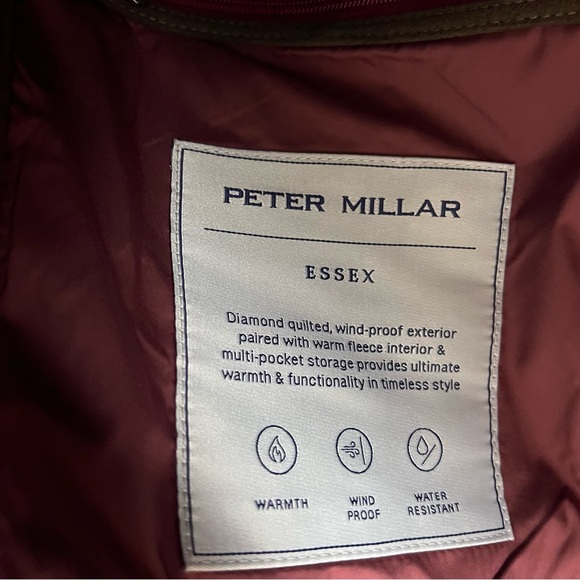 PETER MILLAR
ESSEX
Diamond quilted, wind-proof exterior
paired with warm fleece interior &
multi-pocket storage provides ultimate
warmth & functionality in timeless style
WARMTH
WIND
PROOF
WATER
RESISTANT